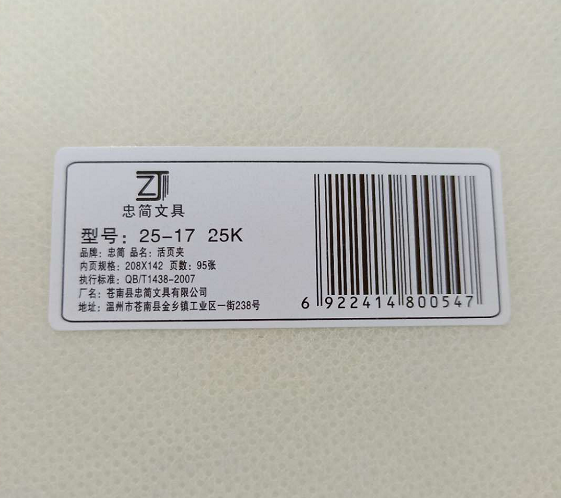 ZJ
忠简文具
型号：25-17 25K
品牌：忠简 品名：活页夹
内页规格：208X142 页数：95张
执行标准：QB/T1438-2007
厂名：苍南县忠简文具有限公司
地址：温州市苍南县金乡镇工业区一街238号
6 922414 800547